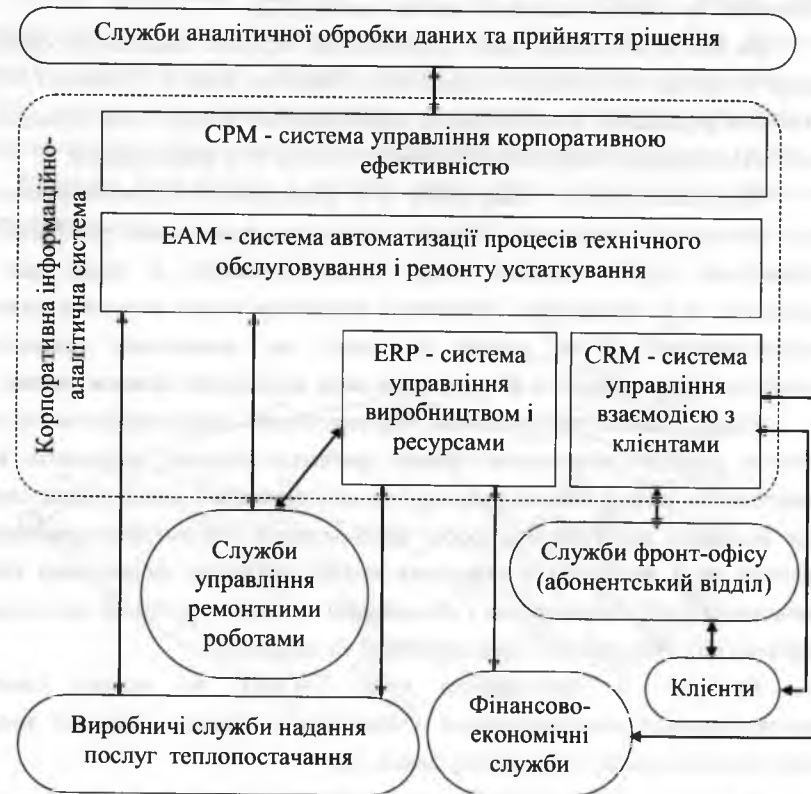 Служби аналітичної обробки даних та прийняття рішення
Корпоративна інформаційно-
аналітична система
CPM - система управління корпоративною
ефективністю
EAM - система автоматизації процесів технічного
обслуговування і ремонту устаткування
ERP - система
управління
виробництвом і
ресурсами
CRM – система
управління
взаємодією з
клієнтами
Служби
управління
ремонтними
роботами
Служби фронт-офісу
(абонентський відділ)
Клієнти
Виробничі служби надання
послуг теплопостачання
Фінансово-
економічні
служби